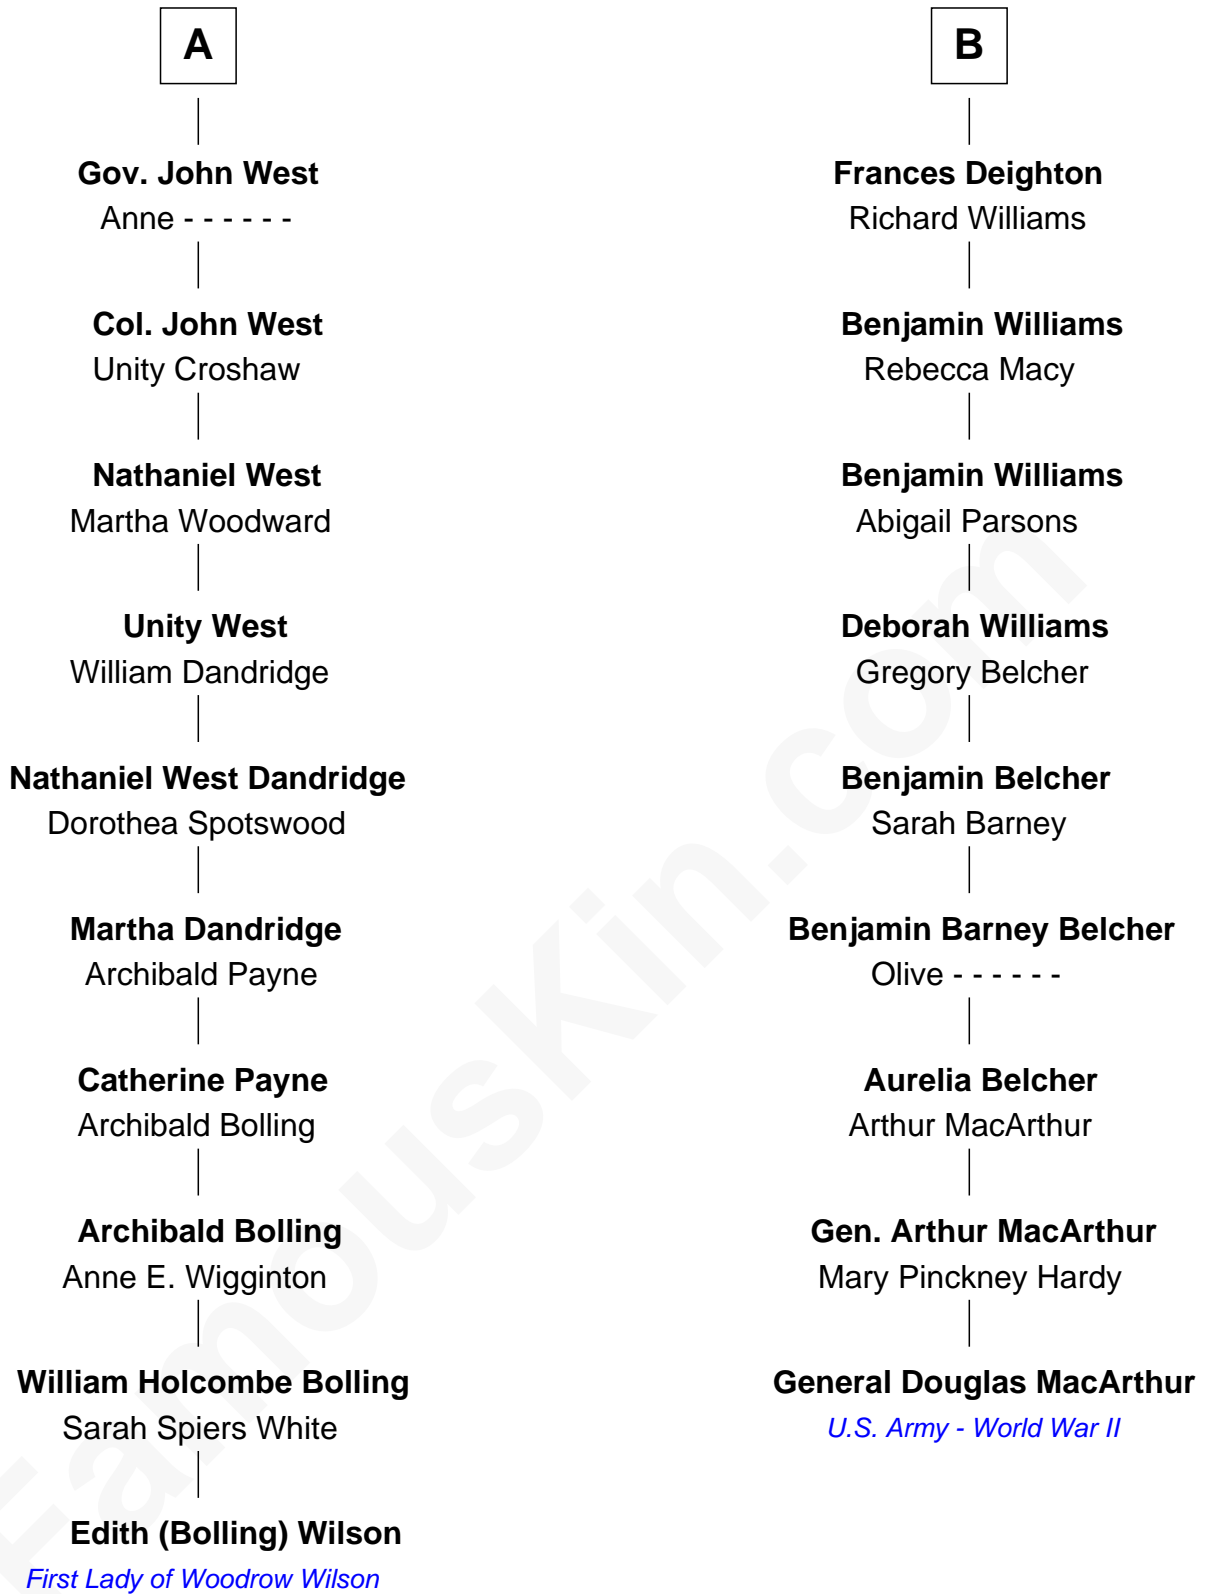 A
Gov. John West
Anne - - - - - -
Col. John West
Unity Croshaw
Nathaniel West
Martha Woodward
Unity West
William Dandridge
Nathaniel West Dandridge
Dorothea Spotswood
Martha Dandridge
Archibald Payne
Catherine Payne
Archibald Bolling
Archibald Bolling
Anne E. Wigginton
William Holcombe Bolling
Sarah Spiers White
Edith (Bolling) Wilson
First Lady of Woodrow Wilson
B
Frances Deighton
Richard Williams
Benjamin Williams
Rebecca Macy
Benjamin Williams
Abigail Parsons
Deborah Williams
Gregory Belcher
Benjamin Belcher
Sarah Barney
Benjamin Barney Belcher
Olive - - - - - -
Aurelia Belcher
Arthur MacArthur
Gen. Arthur MacArthur
Mary Pinckney Hardy
General Douglas MacArthur
U.S. Army - World War II
FamousKin.com